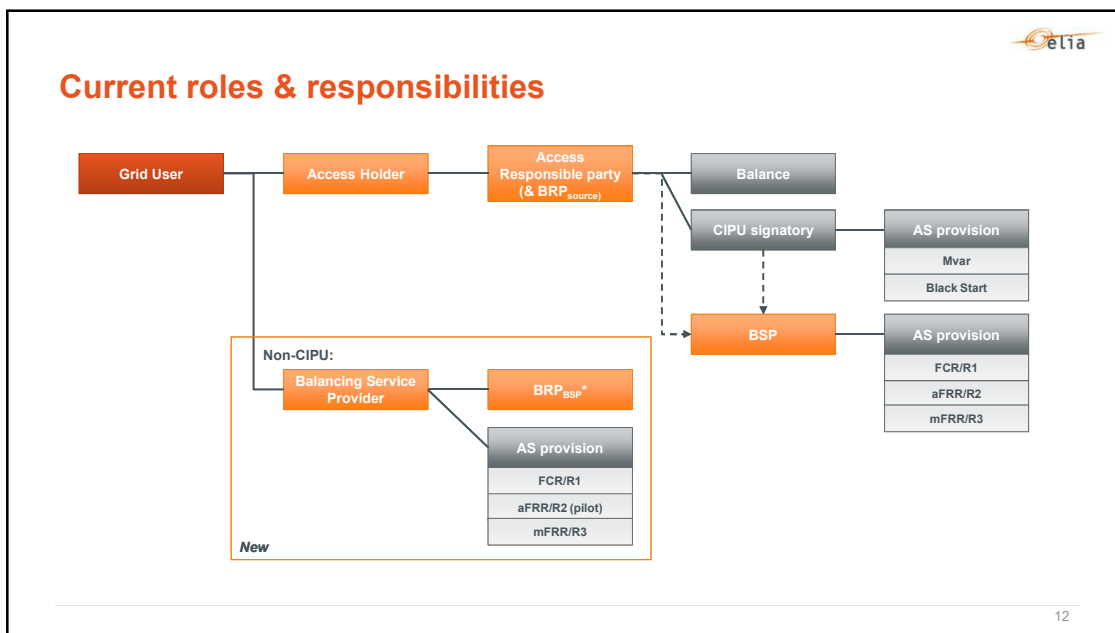 elia
Current roles & responsibilities
Grid User
Access Holder
Access
Responsible party
(& BRPsource)
Balance
CIPU signatory
AS provision
Mvar
Black Start
BSP
AS provision
FCR/R1
aFRR/R2
mFRR/R3
Non-CIPU:
Balancing Service
Provider
BRPBSP*
AS provision
FCR/R1
aFRR/R2 (pilot)
mFRR/R3
New
12